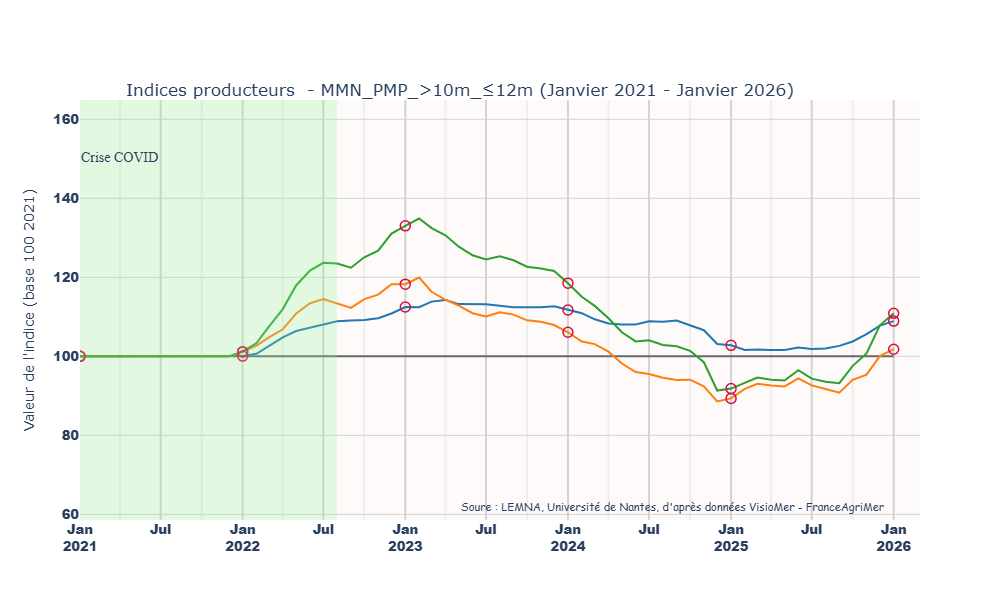 Indices producteurs - MMN_PMP_>10m_≤12m (Janvier 2021 - Janvier 2026)
Valeur de l'indice (base 100 2021)
160
140
120
100
80
60
Crise COVID
Soure : LEMNA, Université de Nantes, d'après données VisioMer - FranceAgriMer
Jan Jul Jan Jul Jan Jul Jan Jul Jan Jul Jan
2021 2022 2023 2024 2025 2026